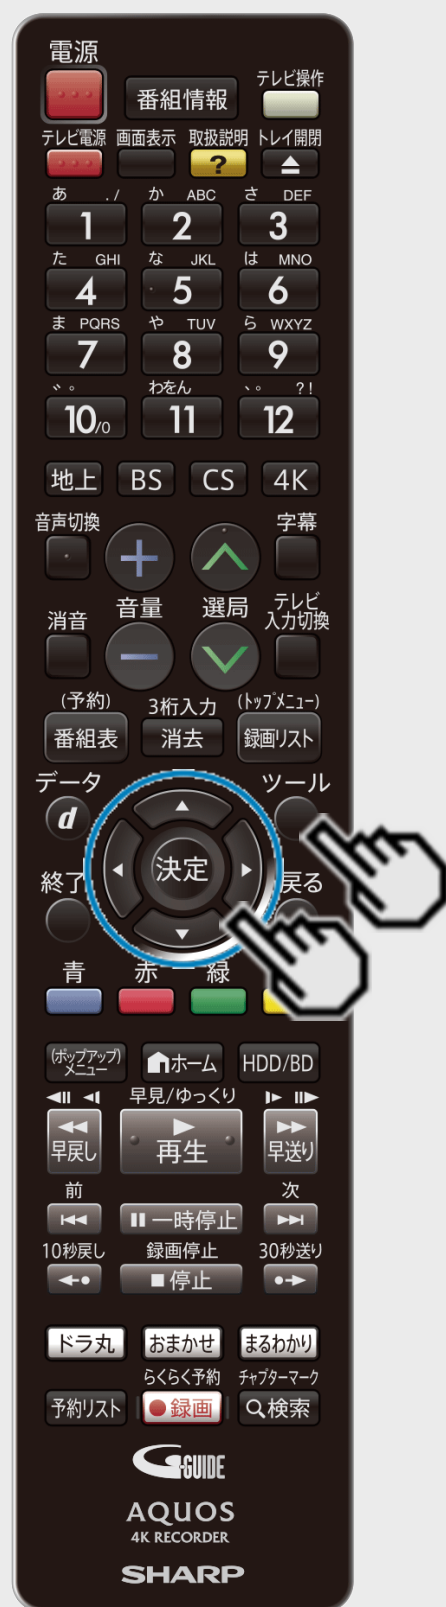 電源
番組情報
テレビ操作
テレビ電源 画面表示 取扱説明 トレイ開閉
?
あ ./ か ABC さ DEF
1 2 3
た GHI な JKL は MNO
4 5 6
ま PQRS や TUV ら WXYZ
7 8 9
゛゜ わをん 、。 ?!
10/0 11 12
地上 BS CS 4K
音声切換 字幕
+
消音 音量 選局 テレビ
入力切換
−
(予約) 3桁入力 (トップメニュー)
番組表 消去 録画リスト
データ ツール
d
決定
終了 戻る
青 赤 緑
(ポップアップ)
メニュー
ホーム HDD/BD
早見/ゆっくり
早戻し 再生 早送り
前 次
一時停止
10秒戻し 録画停止 30秒送り
停止
ドラ丸 おまかせ まるわかり
らくらく予約 チャプターマーク
予約リスト 録画 検索
G-GUIDE
AQUOS
4K RECORDER
SHARP